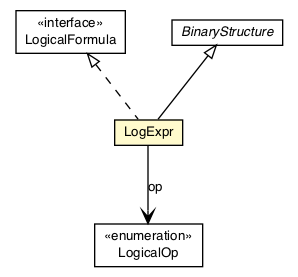 «interface»
LogicalFormula
BinaryStructure
LogExpr
op
«enumeration»
LogicalOp